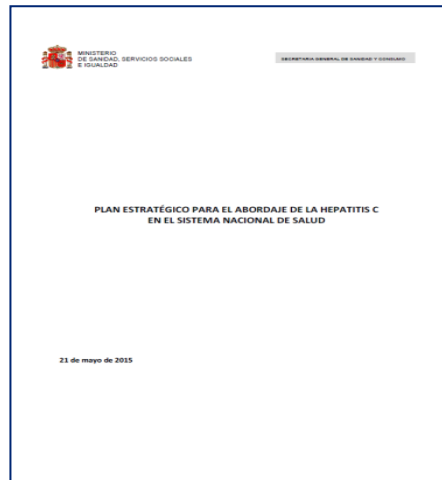 MINISTERIO
DE SANIDAD, SERVICIOS SOCIALES
E IGUALDAD
SECRETARIA GENERAL DE SANIDAD Y CONSUMO
PLAN ESTRATÉGICO PARA EL ABORDAJE DE LA HEPATITIS C
EN EL SISTEMA NACIONAL DE SALUD
21 de mayo de 2015